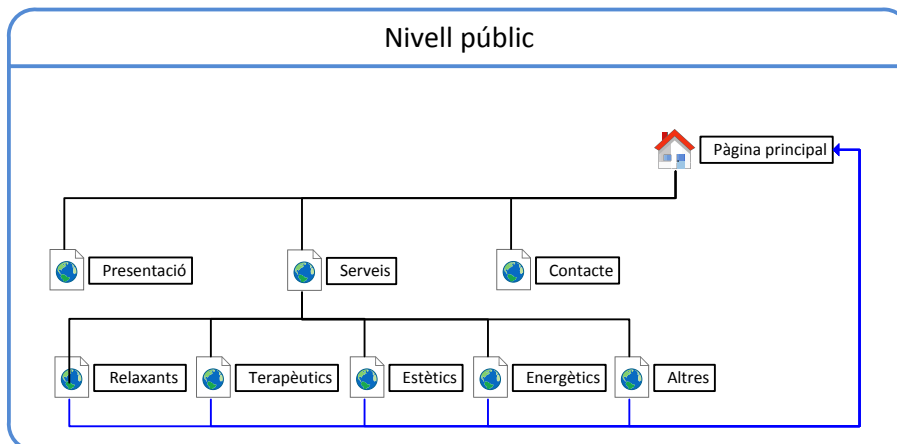 Nivell públic
Pàgina principal
Presentació
Serveis
Contacte
Relaxants
Terapèutics
Estètics
Energètics
Altres